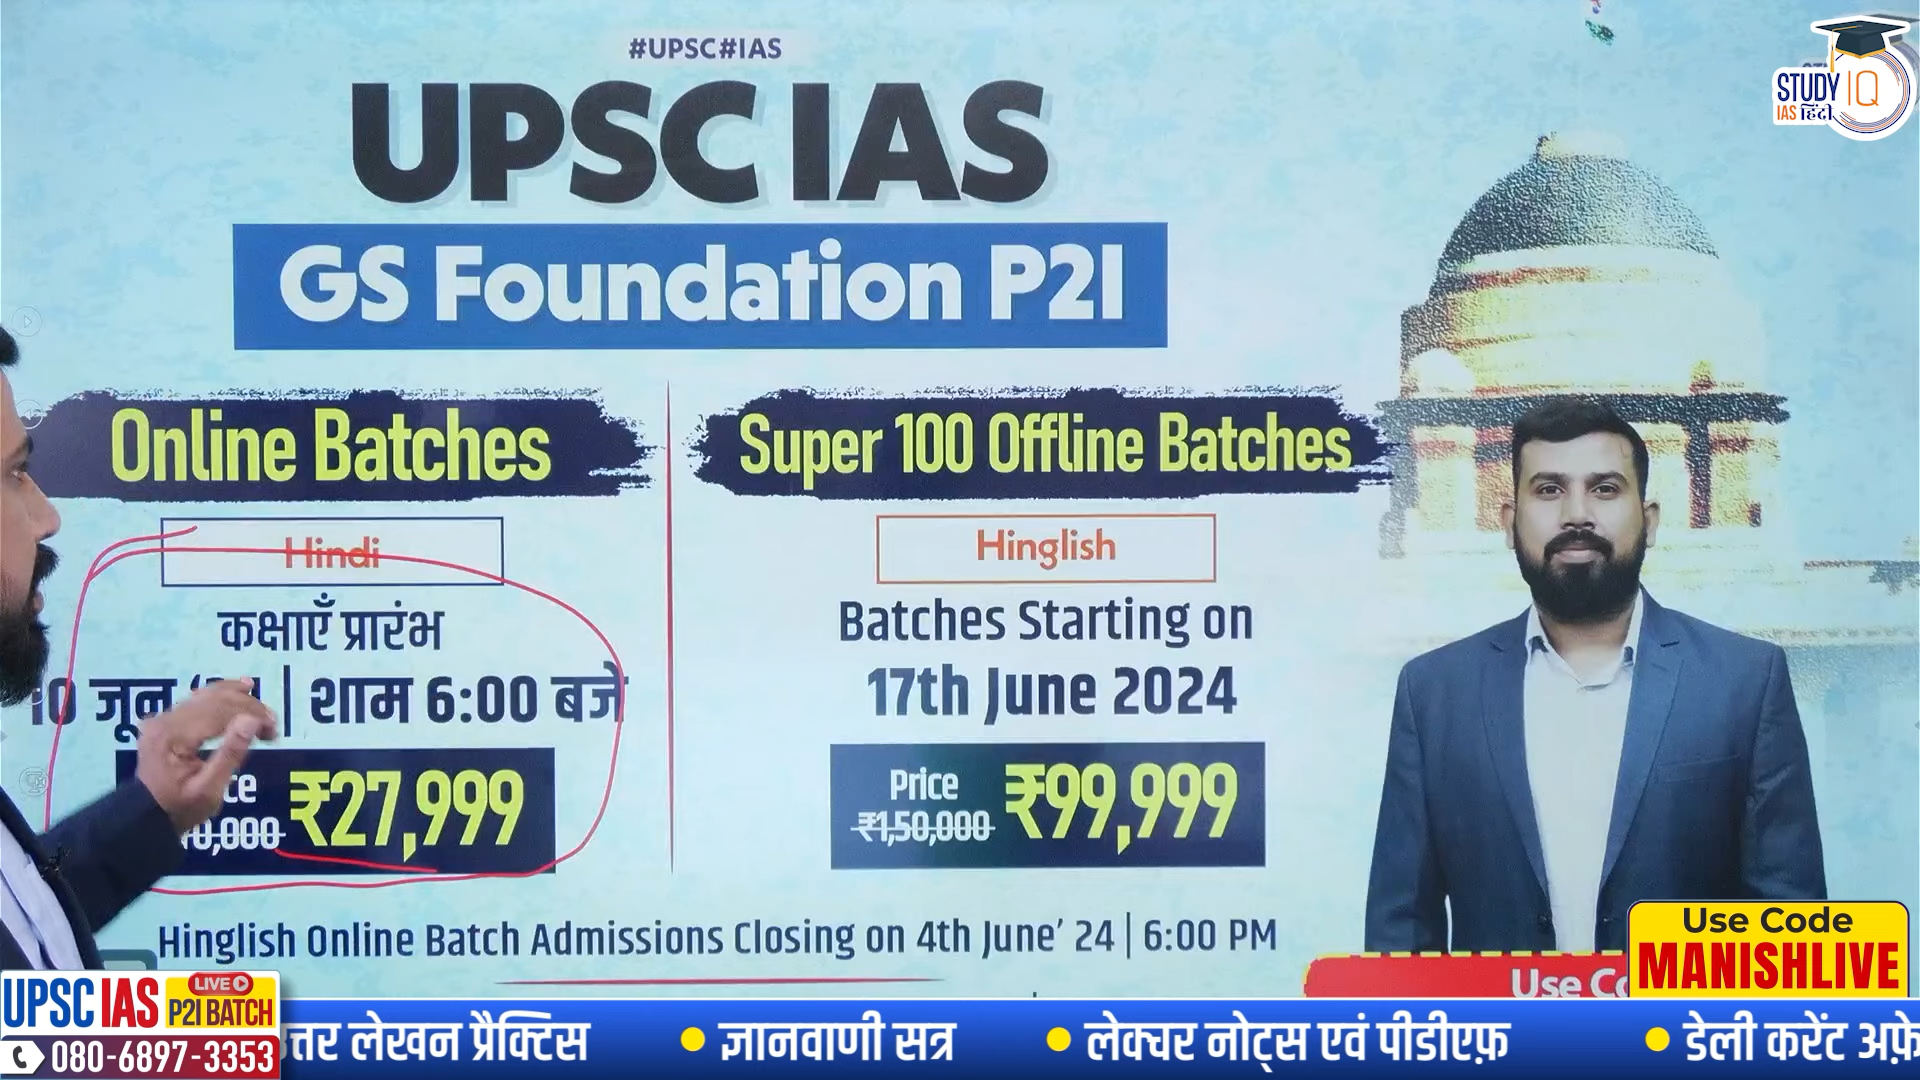 #UPSC#IAS
UPSC IAS
GS Foundation P2I
STUDY IQ
IAS हिंदी
Online Batches
Hindi
कक्षाएँ प्रारंभ
10 जून | शाम 6:00 बजे
₹27,999
Super 100 Offline Batches
Hinglish
Batches Starting on
17th June 2024
Price
₹1,50,000 ₹99,999
Hinglish Online Batch Admissions Closing on 4th June' 24 | 6:00 PM
Use Code
MANISHLIVE
Use
UPSC IAS LIVE
P2I BATCH
080-6897-3353
लेखन प्रैक्टिस • ज्ञानवाणी सत्र • लेक्चर नोट्स एवं पीडीएफ़ • डेली करेंट